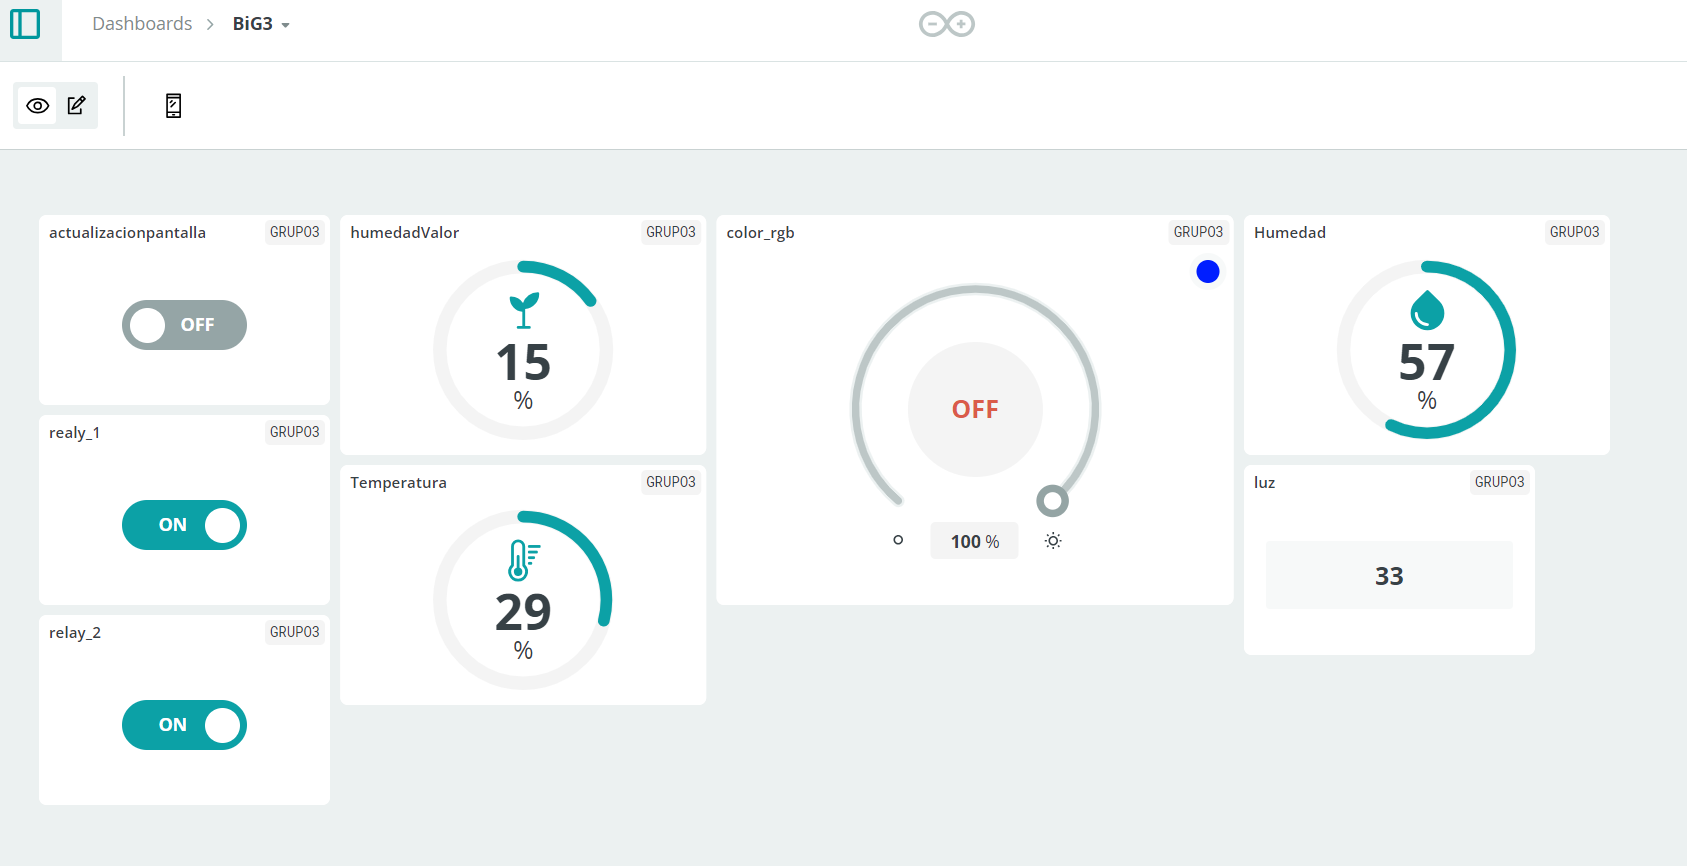 Dashboards > BiG3
actualizacionpantalla GRUPO3
OFF
realy_1 GRUPO3
ON
relay_2 GRUPO3
ON
humedadValor GRUPO3
15
%
Temperatura GRUPO3
29
%
color_rgb GRUPO3
OFF
100 %
Humedad GRUPO3
57
%
luz GRUPO3
33